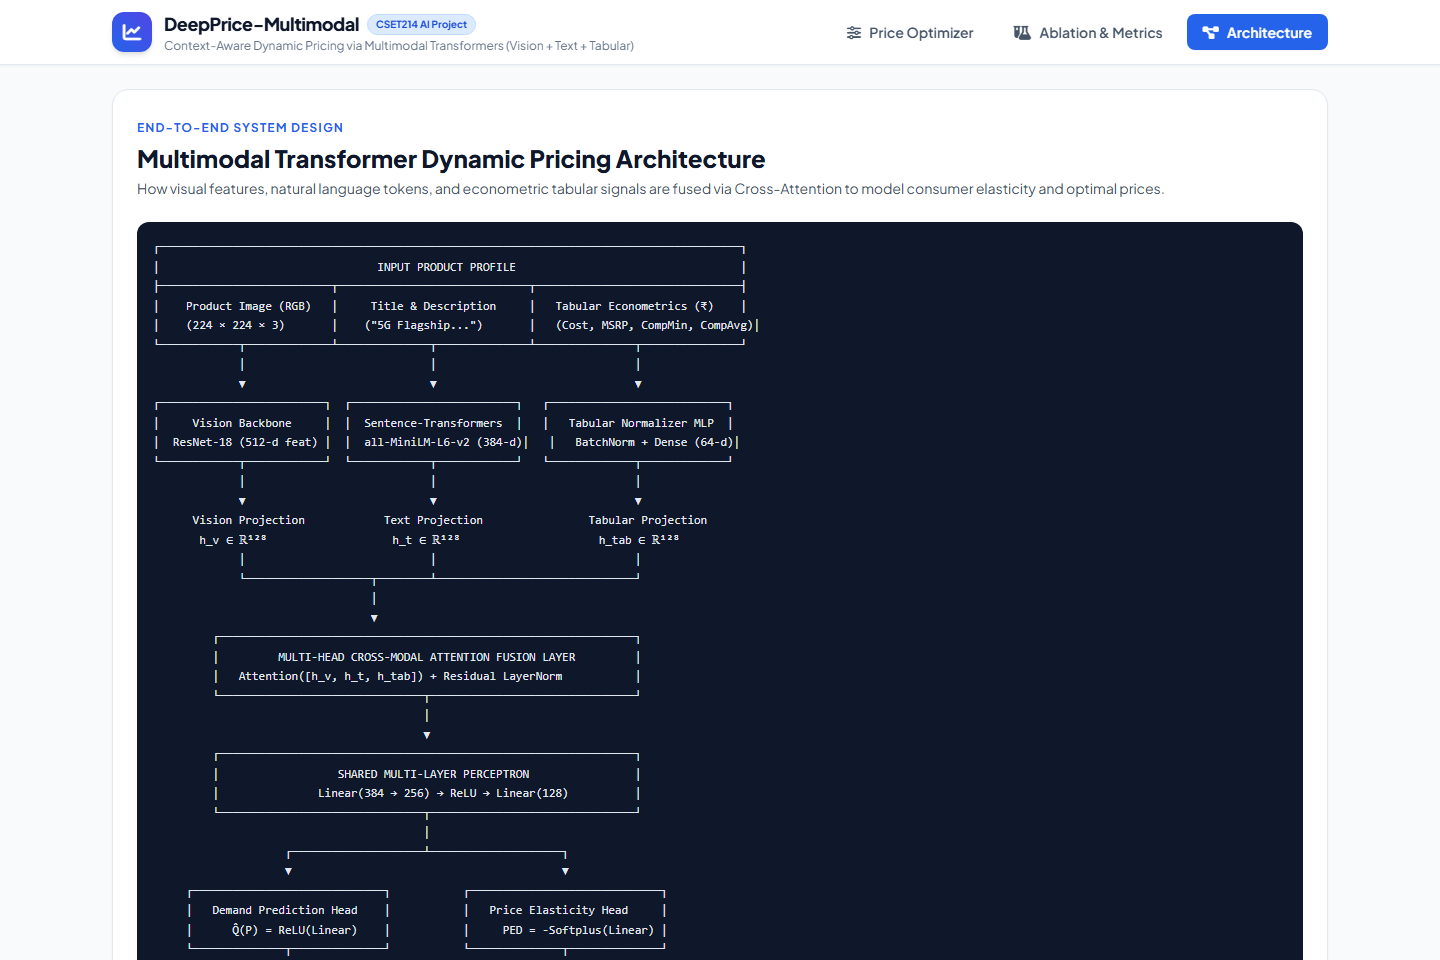 DeepPrice-Multimodal CSET214 AI Project
Context-Aware Dynamic Pricing via Multimodal Transformers (Vision + Text + Tabular)
Price Optimizer Ablation & Metrics Architecture
END-TO-END SYSTEM DESIGN
Multimodal Transformer Dynamic Pricing Architecture
How visual features, natural language tokens, and econometric tabular signals are fused via Cross-Attention to model consumer elasticity and optimal prices.
INPUT PRODUCT PROFILE
Product Image (RGB) Title & Description Tabular Econometrics (₹)
(224 × 224 × 3) ("5G Flagship...") (Cost, MSRP, CompMin, CompAvg)
Vision Backbone Sentence-Transformers Tabular Normalizer MLP
ResNet-18 (512-d feat) all-MiniLM-L6-v2 (384-d) BatchNorm + Dense (64-d)
Vision Projection Text Projection Tabular Projection
h_v ∈ ℝ¹²⁸ h_t ∈ ℝ¹²⁸ h_tab ∈ ℝ¹²⁸
MULTI-HEAD CROSS-MODAL ATTENTION FUSION LAYER
Attention([h_v, h_t, h_tab]) + Residual LayerNorm
SHARED MULTI-LAYER PERCEPTRON
Linear(384 → 256) → ReLU → Linear(128)
Demand Prediction Head Price Elasticity Head
Q̂(P) = ReLU(Linear) PED = -Softplus(Linear)